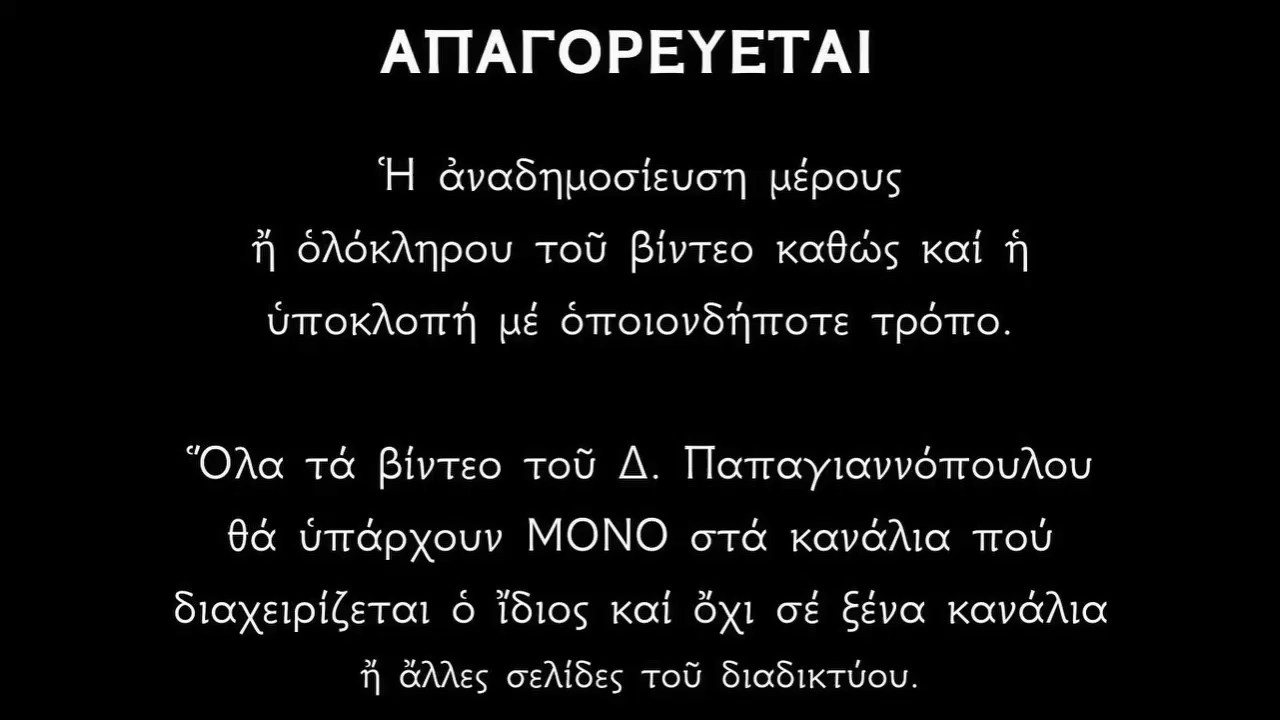 ΑΠΑΓΟΡΕΥΕΤΑΙ
Ἡ ἀναδημοσίευση μέρους
ἤ ὁλόκληρου τοῦ βίντεο καθώς καί ἡ
ὑποκλοπή μέ ὁποιονδήποτε τρόπο.
Ὅλα τά βίντεο τοῦ Δ. Παπαγιαννόπουλου
θά ὑπάρχουν ΜΟΝΟ στά κανάλια πού
διαχειρίζεται ὁ ἴδιος καί ὄχι σέ ξένα κανάλια
ἤ ἄλλες σελίδες τοῦ διαδικτύου.